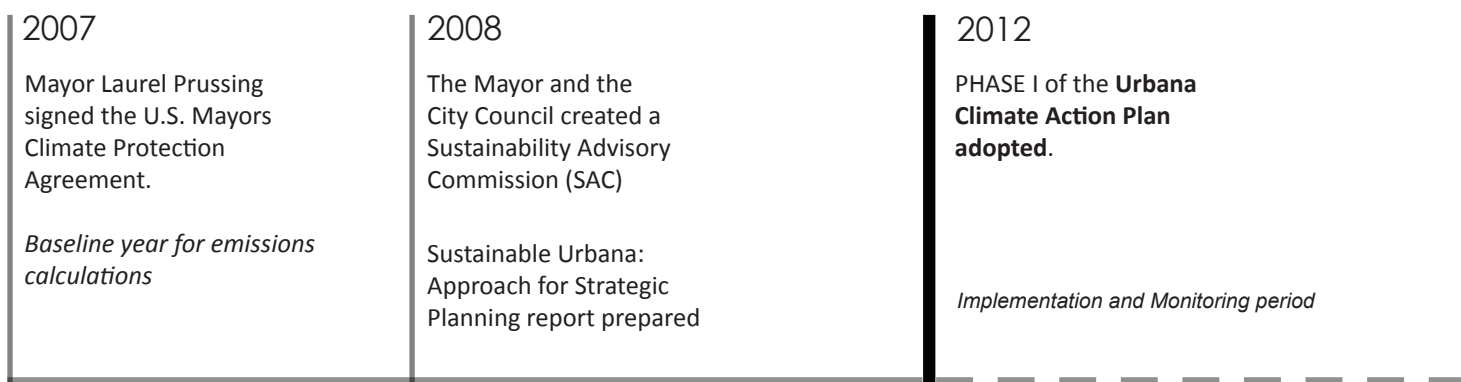 2007
Mayor Laurel Prussing
signed the U.S. Mayors
Climate Protection
Agreement.
Baseline year for emissions
calculations
2008
The Mayor and the
City Council created a
Sustainability Advisory
Commission (SAC)
Sustainable Urbana:
Approach for Strategic
Planning report prepared
2012
PHASE I of the Urbana
Climate Action Plan
adopted.
Implementation and Monitoring period